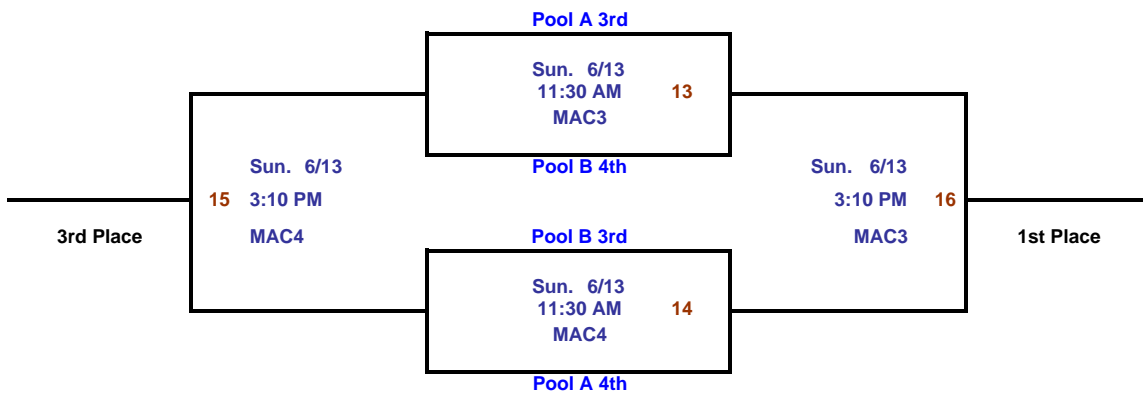 Pool A 3rd
Sun. 6/13
11:30 AM 13
MAC3
Pool B 4th
Sun. 6/13
15 3:10 PM
MAC4
3rd Place
Sun. 6/13
3:10 PM 16
MAC3
1st Place
Pool B 3rd
Sun. 6/13
11:30 AM 14
MAC4
Pool A 4th